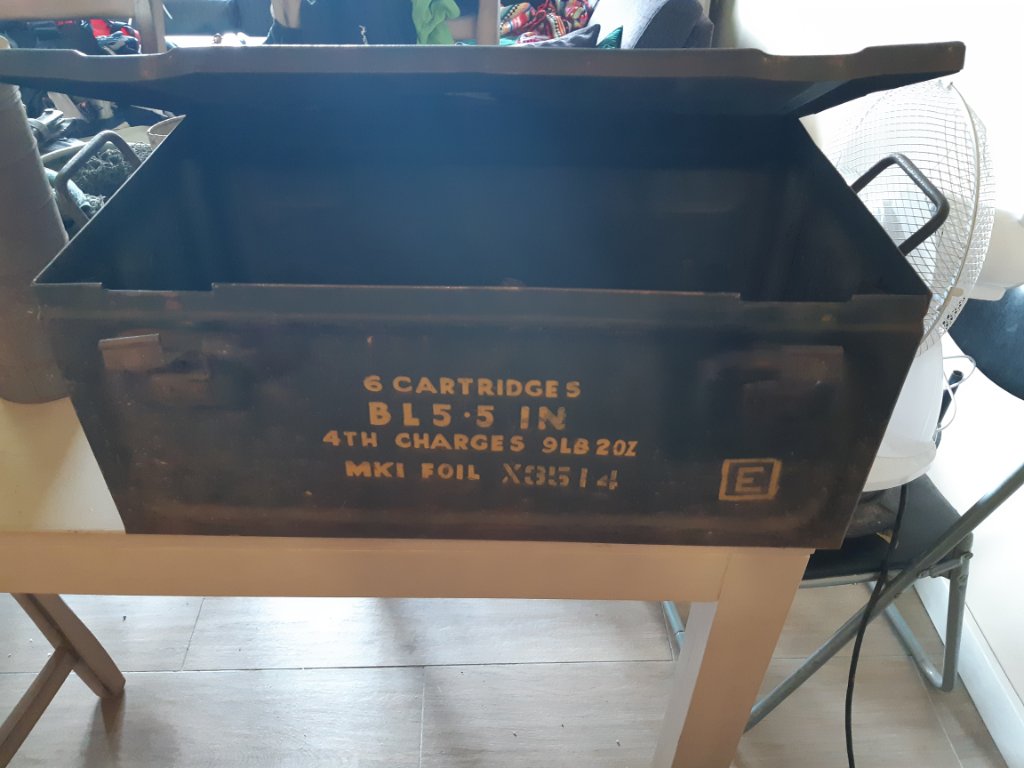 6 CARTRIDGES
BL5·5 IN
4TH CHARGES 9LB 2OZ
MKI FOIL X8514
E